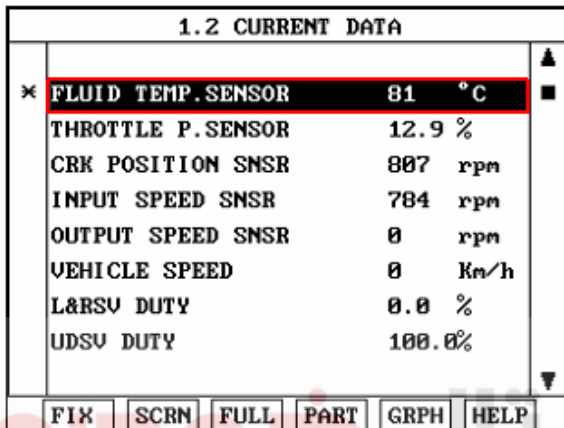 1.2 CURRENT DATA
* FLUID TEMP.SENSOR 81 °C
THROTTLE P.SENSOR 12.9 %
CRK POSITION SNSR 807 rpm
INPUT SPEED SNSR 784 rpm
OUTPUT SPEED SNSR 0 rpm
VEHICLE SPEED 0 Km/h
L&RSV DUTY 0.0 %
UDSV DUTY 100.0%
FIX SCRN FULL PART GRPH HELP